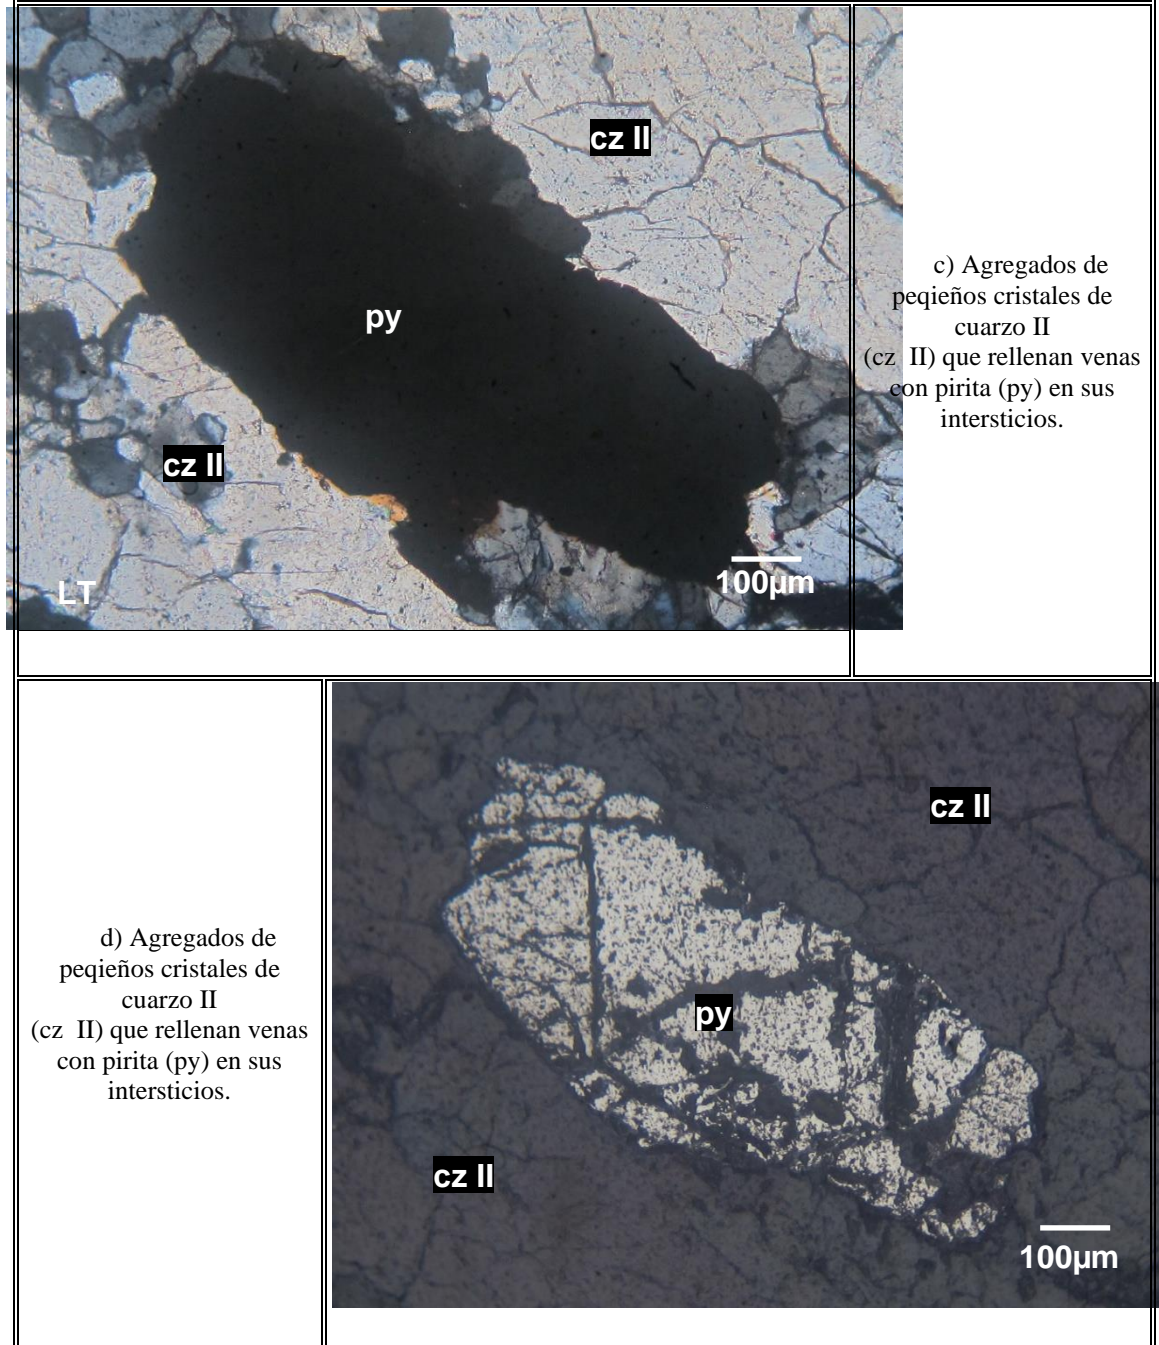 cz II
py
cz II
LT
100µm
c) Agregados de
peqieños cristales de
cuarzo II
(cz II) que rellenan venas
con pirita (py) en sus
intersticios.
d) Agregados de
peqieños cristales de
cuarzo II
(cz II) que rellenan venas
con pirita (py) en sus
intersticios.
cz II
py
cz II
100µm